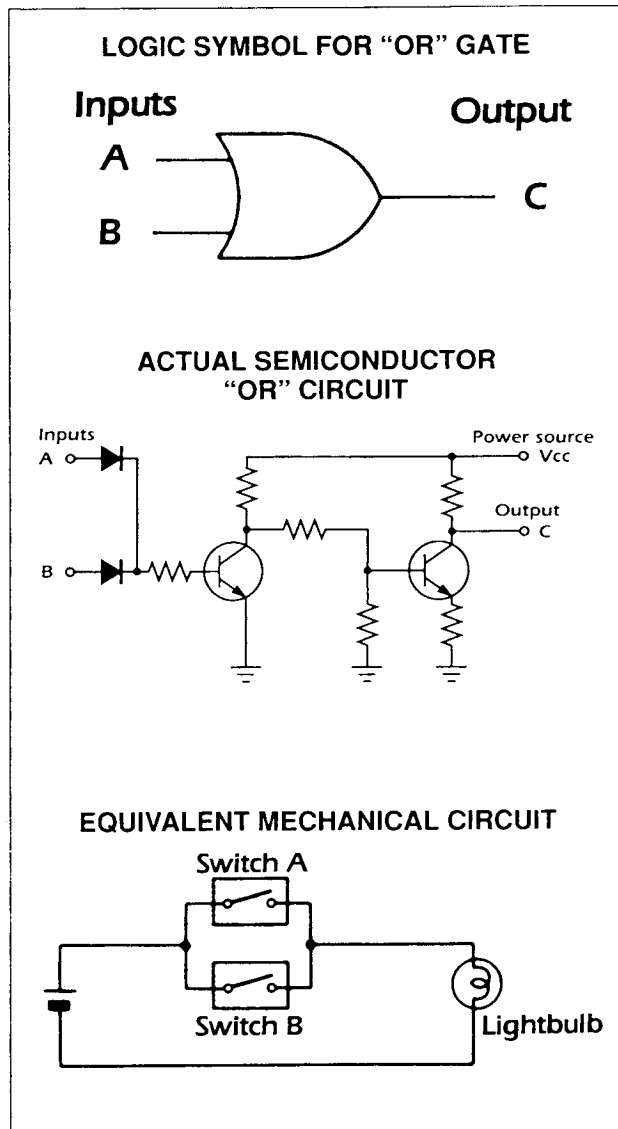 LOGIC SYMBOL FOR “OR” GATE
Inputs
Output
A
B
C
ACTUAL SEMICONDUCTOR
“OR” CIRCUIT
Inputs
A
Power source
Vcc
Output
C
B
EQUIVALENT MECHANICAL CIRCUIT
Switch A
Switch B
Lightbulb